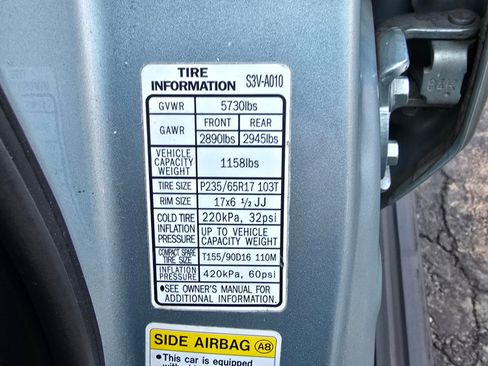 TIRE INFORMATION S3V-A010
GVWR 5730lbs
GAWR FRONT REAR
2890lbs 2945lbs
VEHICLE CAPACITY WEIGHT 1158lbs
TIRE SIZE P235/65R17 103T
RIM SIZE 17x6 1/2 JJ
COLD TIRE INFLATION PRESSURE 220kPa, 32psi
UP TO VEHICLE CAPACITY WEIGHT
COMPACT SPARE TIRE SIZE T155/90D16 110M
INFLATION PRESSURE 420kPa, 60psi
●SEE OWNER'S MANUAL FOR
ADDITIONAL INFORMATION.
SIDE AIRBAG AB
●This car is equipped